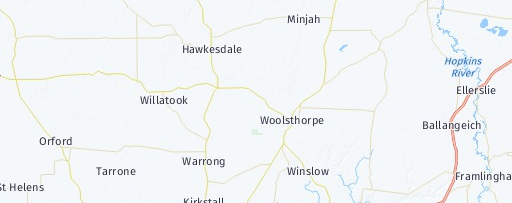 Minjah
Hawkesdale
Hopkins
River
Ellerslie
Willatook
Woolsthorpe
Ballangeich
Orford
Warrong
Tarrone
Winslow
Framlingha
St Helens
Kirkstall